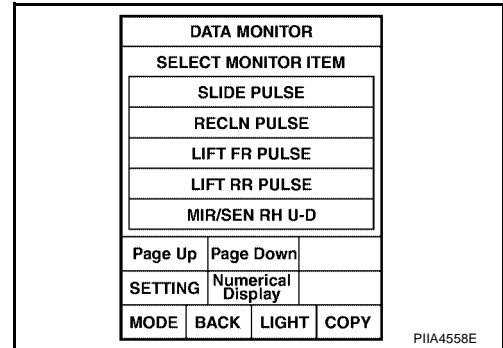 DATA MONITOR
SELECT MONITOR ITEM
SLIDE PULSE
RECLN PULSE
LIFT FR PULSE
LIFT RR PULSE
MIR/SEN RH U-D
Page Up Page Down
SETTING Numerical Display
MODE BACK LIGHT COPY
PIIA4558E